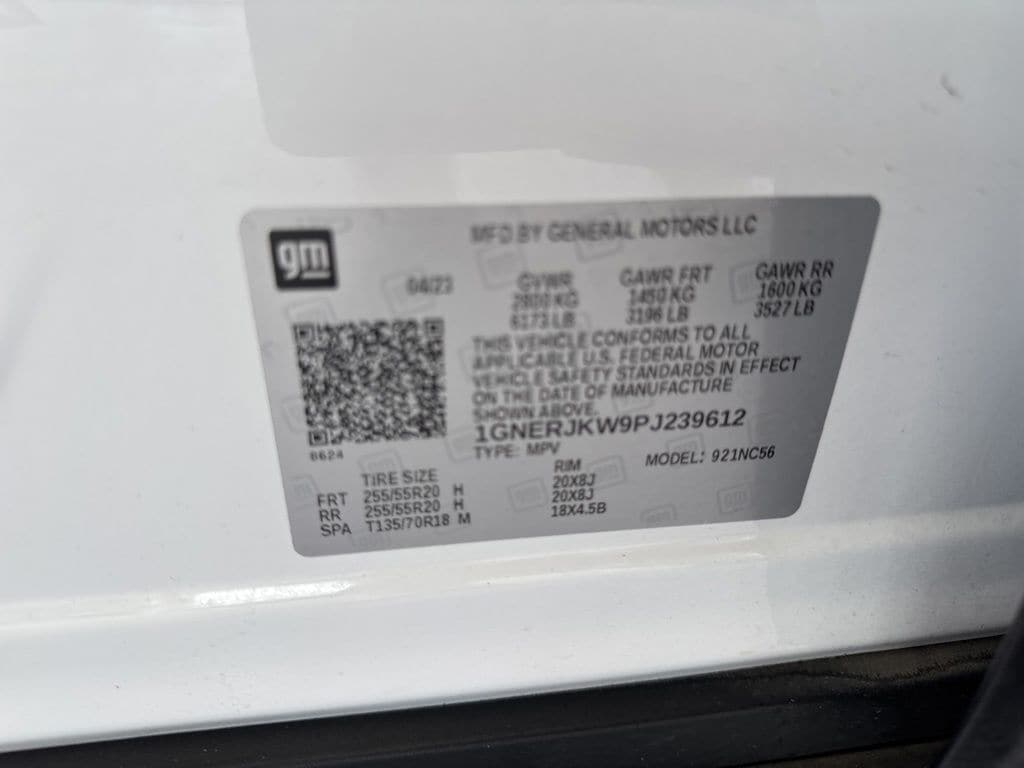 gm
MFD BY GENERAL MOTORS LLC
04/23 GVWR GAWR FRT GAWR RR
2800 KG 1450 KG 1600 KG
6173 LB 3196 LB 3527 LB
THIS VEHICLE CONFORMS TO ALL
APPLICABLE U.S. FEDERAL MOTOR
VEHICLE SAFETY STANDARDS IN EFFECT
ON THE DATE OF MANUFACTURE
SHOWN ABOVE.
1GNERJKW9PJ239612
6624
TYPE: MPV MODEL: 921NC56
TIRE SIZE RIM
FRT 255/55R20 H 20X8J
RR 255/55R20 H 20X8J
SPA T135/70R18 M 18X4.5B